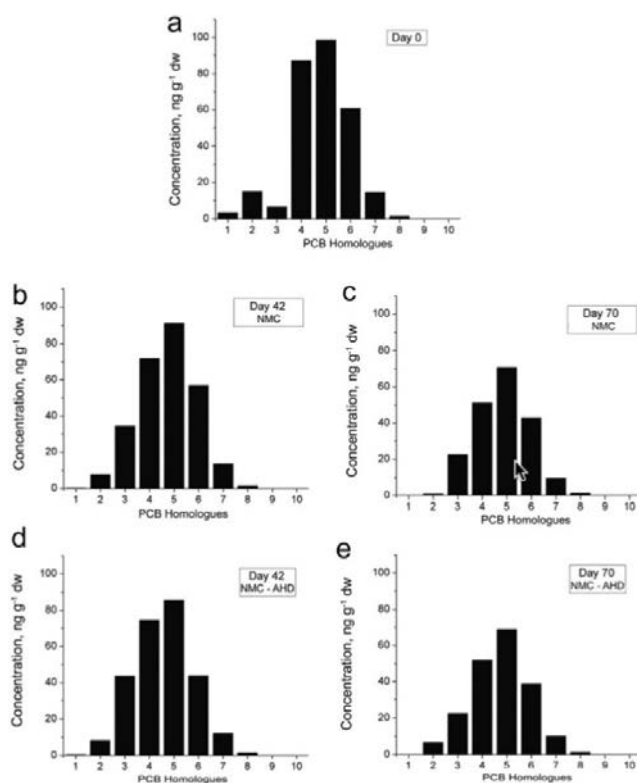 a
Day 0
Concentration, ng g⁻¹ dw
100
80
60
40
20
0
1 2 3 4 5 6 7 8 9 10
PCB Homologues
b
Day 42
NMC
Concentration, ng g⁻¹ dw
100
80
60
40
20
0
1 2 3 4 5 6 7 8 9 10
PCB Homologues
c
Day 70
NMC
Concentration, ng g⁻¹ dw
100
80
60
40
20
0
1 2 3 4 5 6 7 8 9 10
PCB Homologues
d
Day 42
NMC - AHD
Concentration, ng g⁻¹ dw
100
80
60
40
20
0
1 2 3 4 5 6 7 8 9 10
PCB Homologues
e
Day 70
NMC - AHD
Concentration, ng g⁻¹ dw
100
80
60
40
20
0
1 2 3 4 5 6 7 8 9 10
PCB Homologues